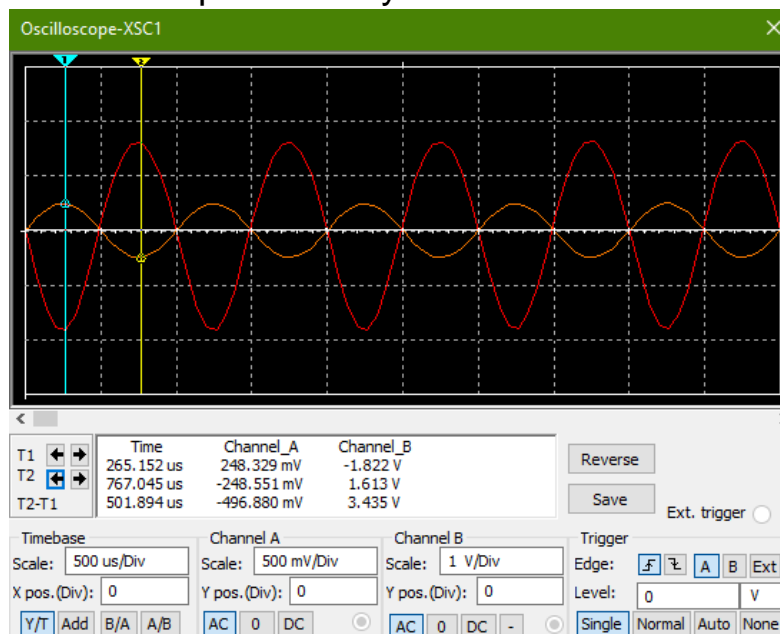 Oscilloscope-XSC1
1 2
Time Channel_A Channel_B
T1 265.152 us 248.329 mV -1.822 V
T2 767.045 us -248.551 mV 1.613 V
T2-T1 501.894 us -496.880 mV 3.435 V
Reverse
Save
Ext. trigger
Timebase
Scale: 500 us/Div
X pos.(Div): 0
Y/T Add B/A A/B
Channel A
Scale: 500 mV/Div
Y pos.(Div): 0
AC 0 DC
Channel B
Scale: 1 V/Div
Y pos.(Div): 0
AC 0 DC -
Trigger
Edge: A B Ext
Level: 0 V
Single Normal Auto None